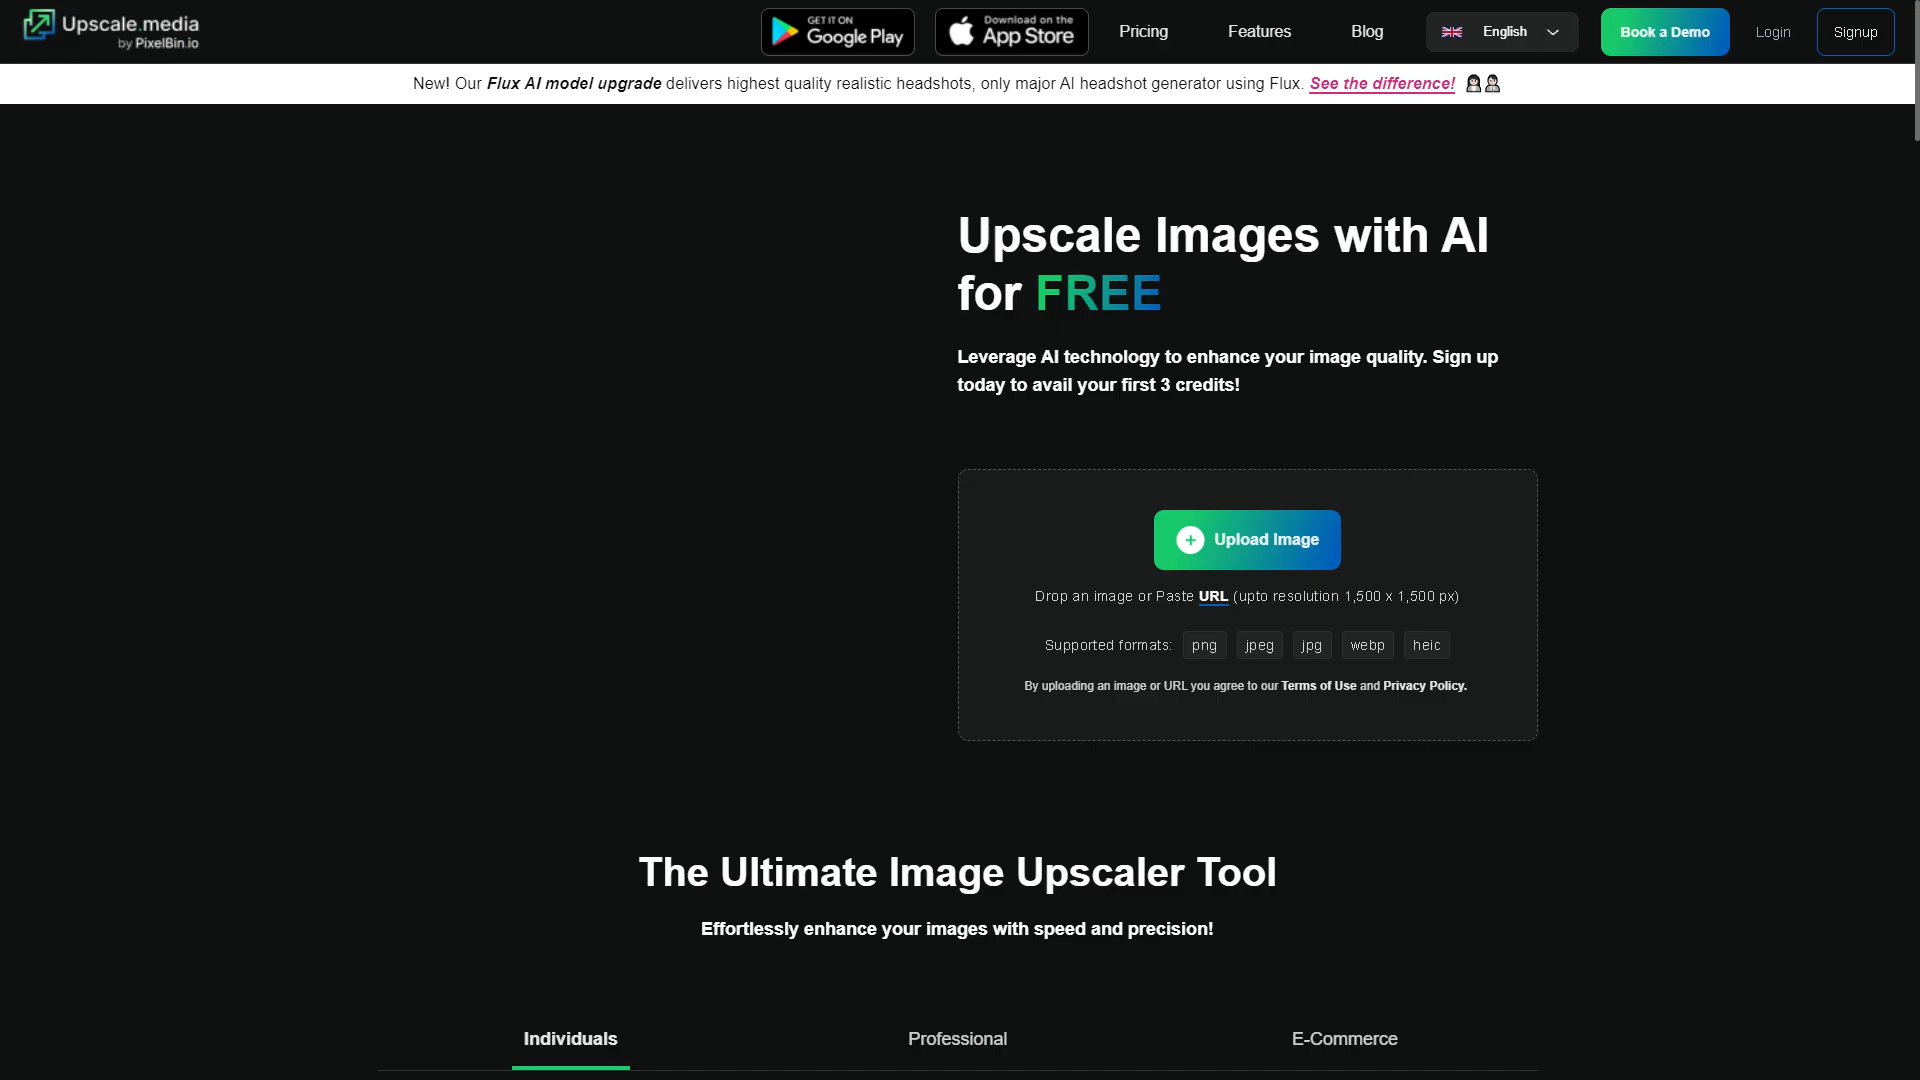 Upscale.media
by PixelBin.io
GET IT ON
Google Play
Download on the
App Store
Pricing
Features
Blog
English
Book a Demo
Login
Signup
New! Our Flux AI model upgrade delivers highest quality realistic headshots, only major AI headshot generator using Flux. See the difference!
Upscale Images with AI
for FREE
Leverage AI technology to enhance your image quality. Sign up
today to avail your first 3 credits!
Upload Image
Drop an image or Paste URL (upto resolution 1,500 x 1,500 px)
Supported formats: png jpeg jpg webp heic
By uploading an image or URL you agree to our Terms of Use and Privacy Policy.
The Ultimate Image Upscaler Tool
Effortlessly enhance your images with speed and precision!
Individuals
Professional
E-Commerce